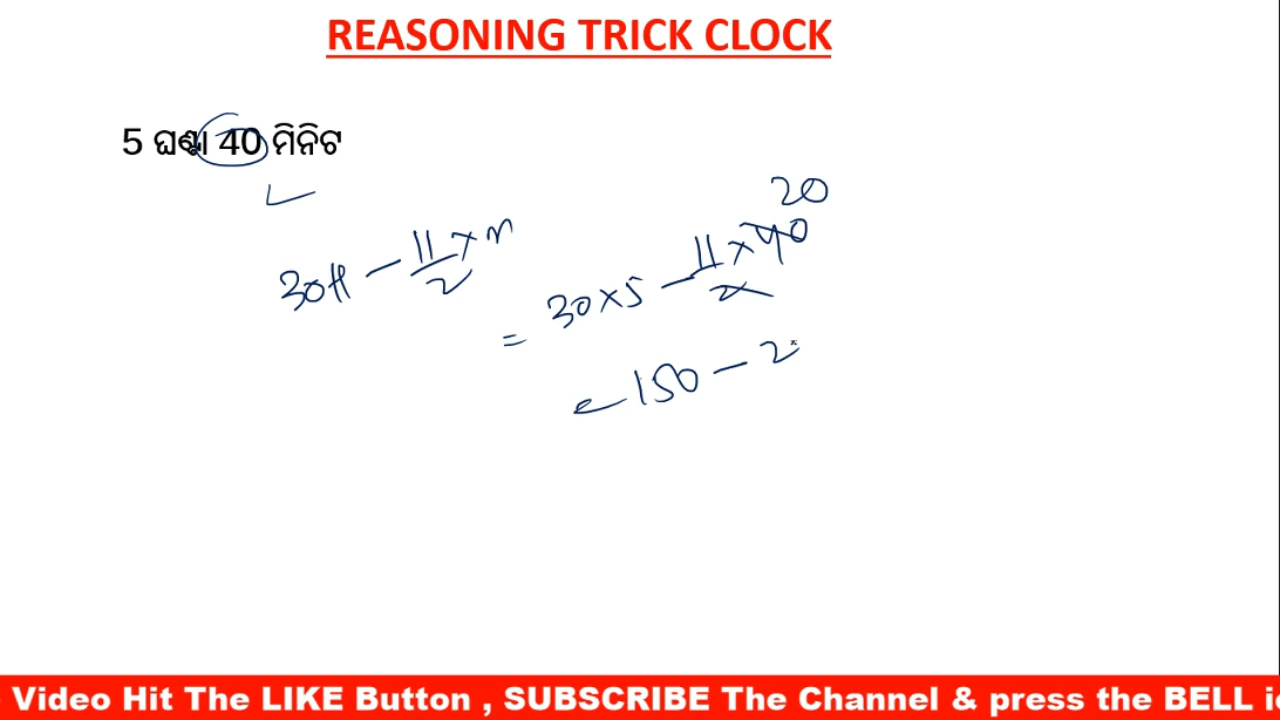 REASONING TRICK CLOCK
5 ଘଣ୍ଟା 40 ମିନିଟ
20
30H - 11/2 × m
= 30×5 - 11×40/2
= 150 - 2
Video Hit The LIKE Button , SUBSCRIBE The Channel & press the BELL ic